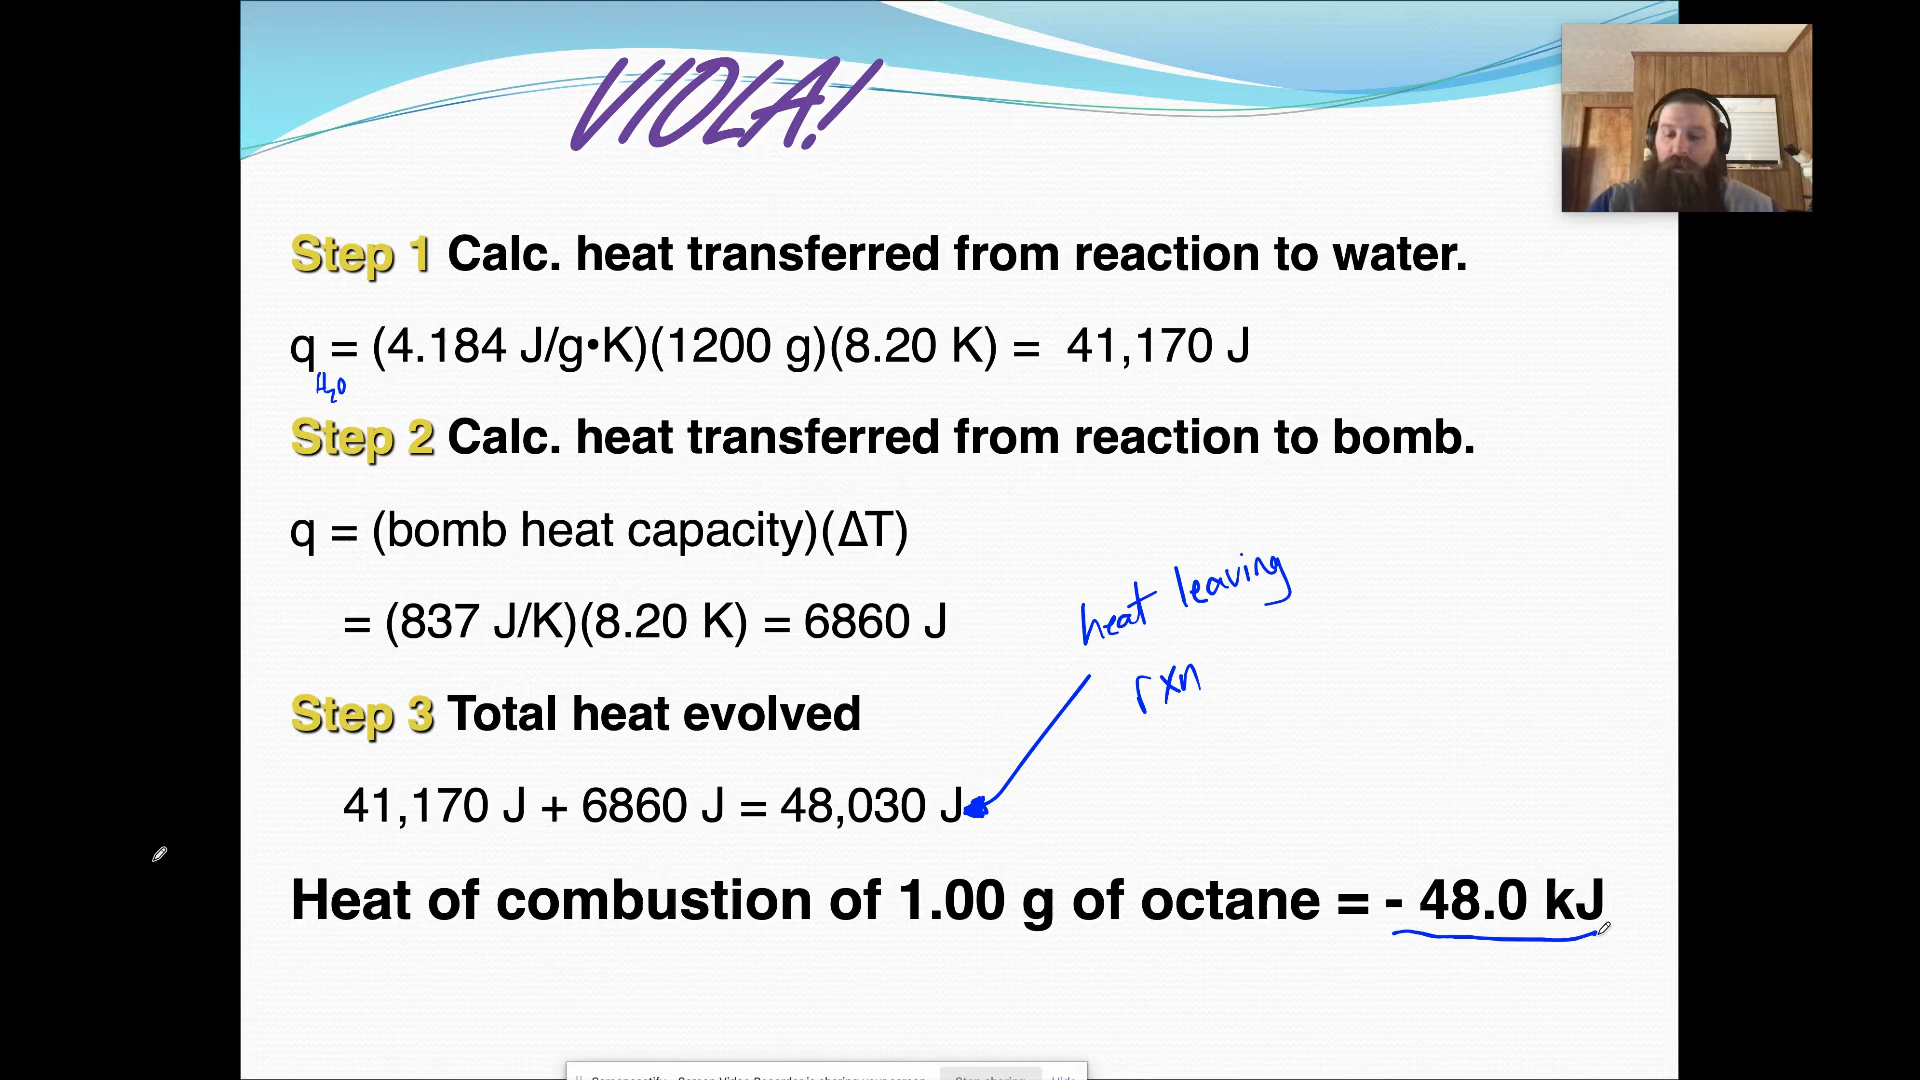 VIOLA!
Step 1 Calc. heat transferred from reaction to water.
q = (4.184 J/g•K)(1200 g)(8.20 K) = 41,170 J
H₂O
Step 2 Calc. heat transferred from reaction to bomb.
q = (bomb heat capacity)(ΔT)
= (837 J/K)(8.20 K) = 6860 J
heat leaving
rxn
Step 3 Total heat evolved
41,170 J + 6860 J = 48,030 J
Heat of combustion of 1.00 g of octane = - 48.0 kJ